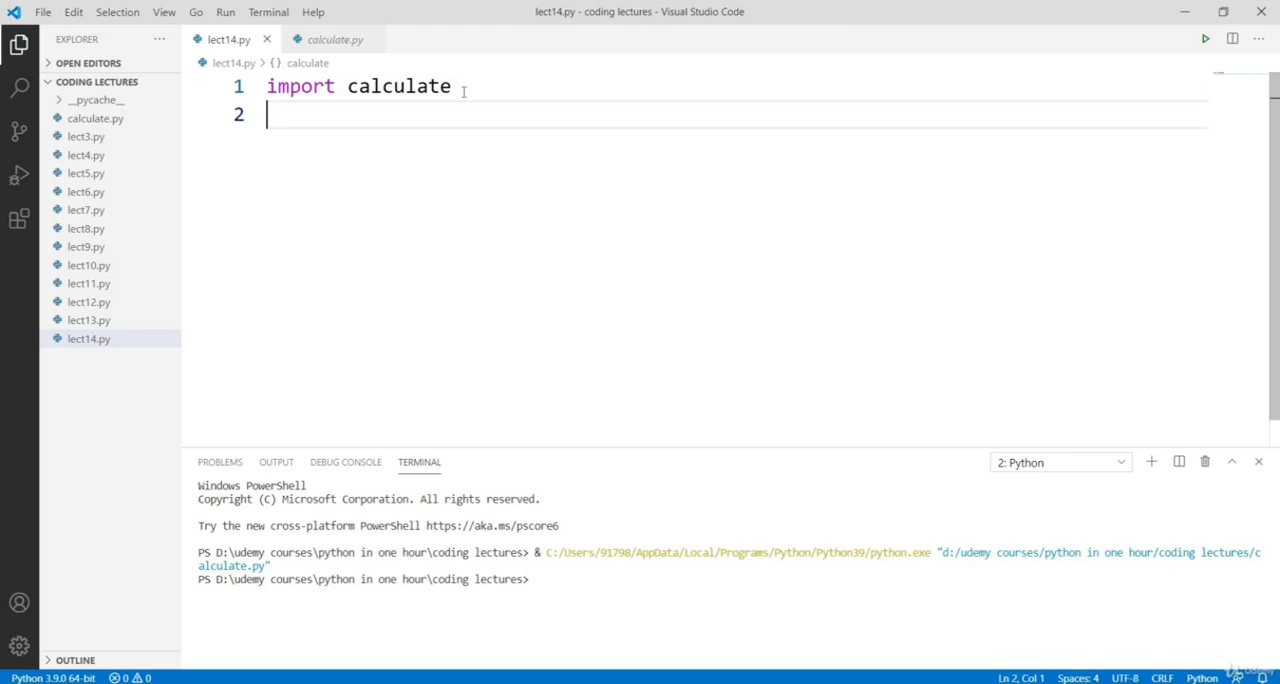 File Edit Selection View Go Run Terminal Help
lect14.py - coding lectures - Visual Studio Code
EXPLORER ···
lect14.py calculate.py
OPEN EDITORS
lect14.py > {} calculate
CODING LECTURES
__pycache__
calculate.py
lect3.py
lect4.py
lect5.py
lect6.py
lect7.py
lect8.py
lect9.py
lect10.py
lect11.py
lect12.py
lect13.py
lect14.py
OUTLINE
1 import calculate
2
PROBLEMS OUTPUT DEBUG CONSOLE TERMINAL
2: Python
Windows PowerShell
Copyright (C) Microsoft Corporation. All rights reserved.
Try the new cross-platform PowerShell https://aka.ms/pscore6
PS D:\udemy courses\python in one hour\coding lectures> & C:/Users/91798/AppData/Local/Programs/Python/Python39/python.exe "d:/udemy courses/python in one hour/coding lectures/c
alculate.py"
PS D:\udemy courses\python in one hour\coding lectures>
Python 3.9.0 64-bit 0 0
Ln 2, Col 1 Spaces: 4 UTF-8 CRLF Python
Udemy